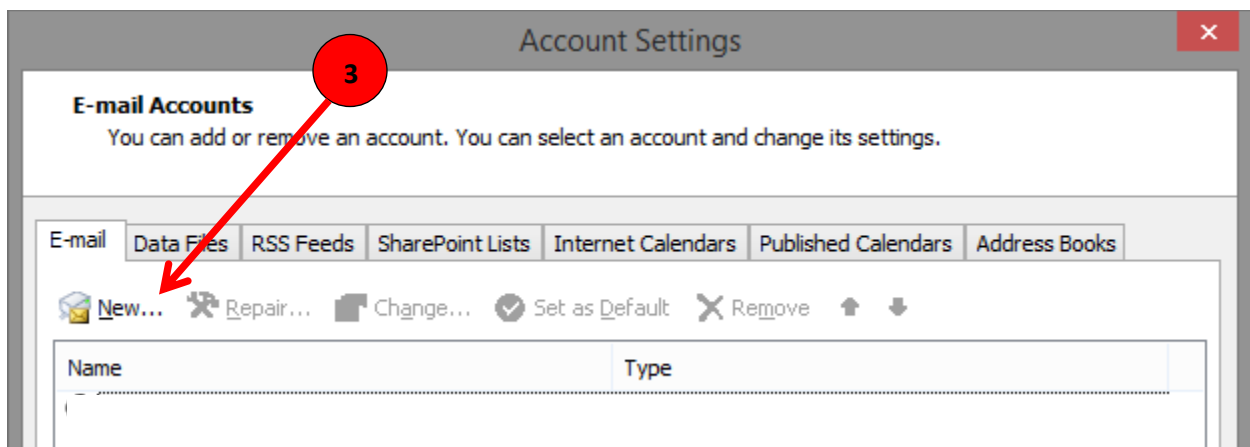 Account Settings
3
E-mail Accounts
You can add or remove an account. You can select an account and change its settings.
E-mail Data Files RSS Feeds SharePoint Lists Internet Calendars Published Calendars Address Books
New... Repair... Change... Set as Default Remove
Name Type